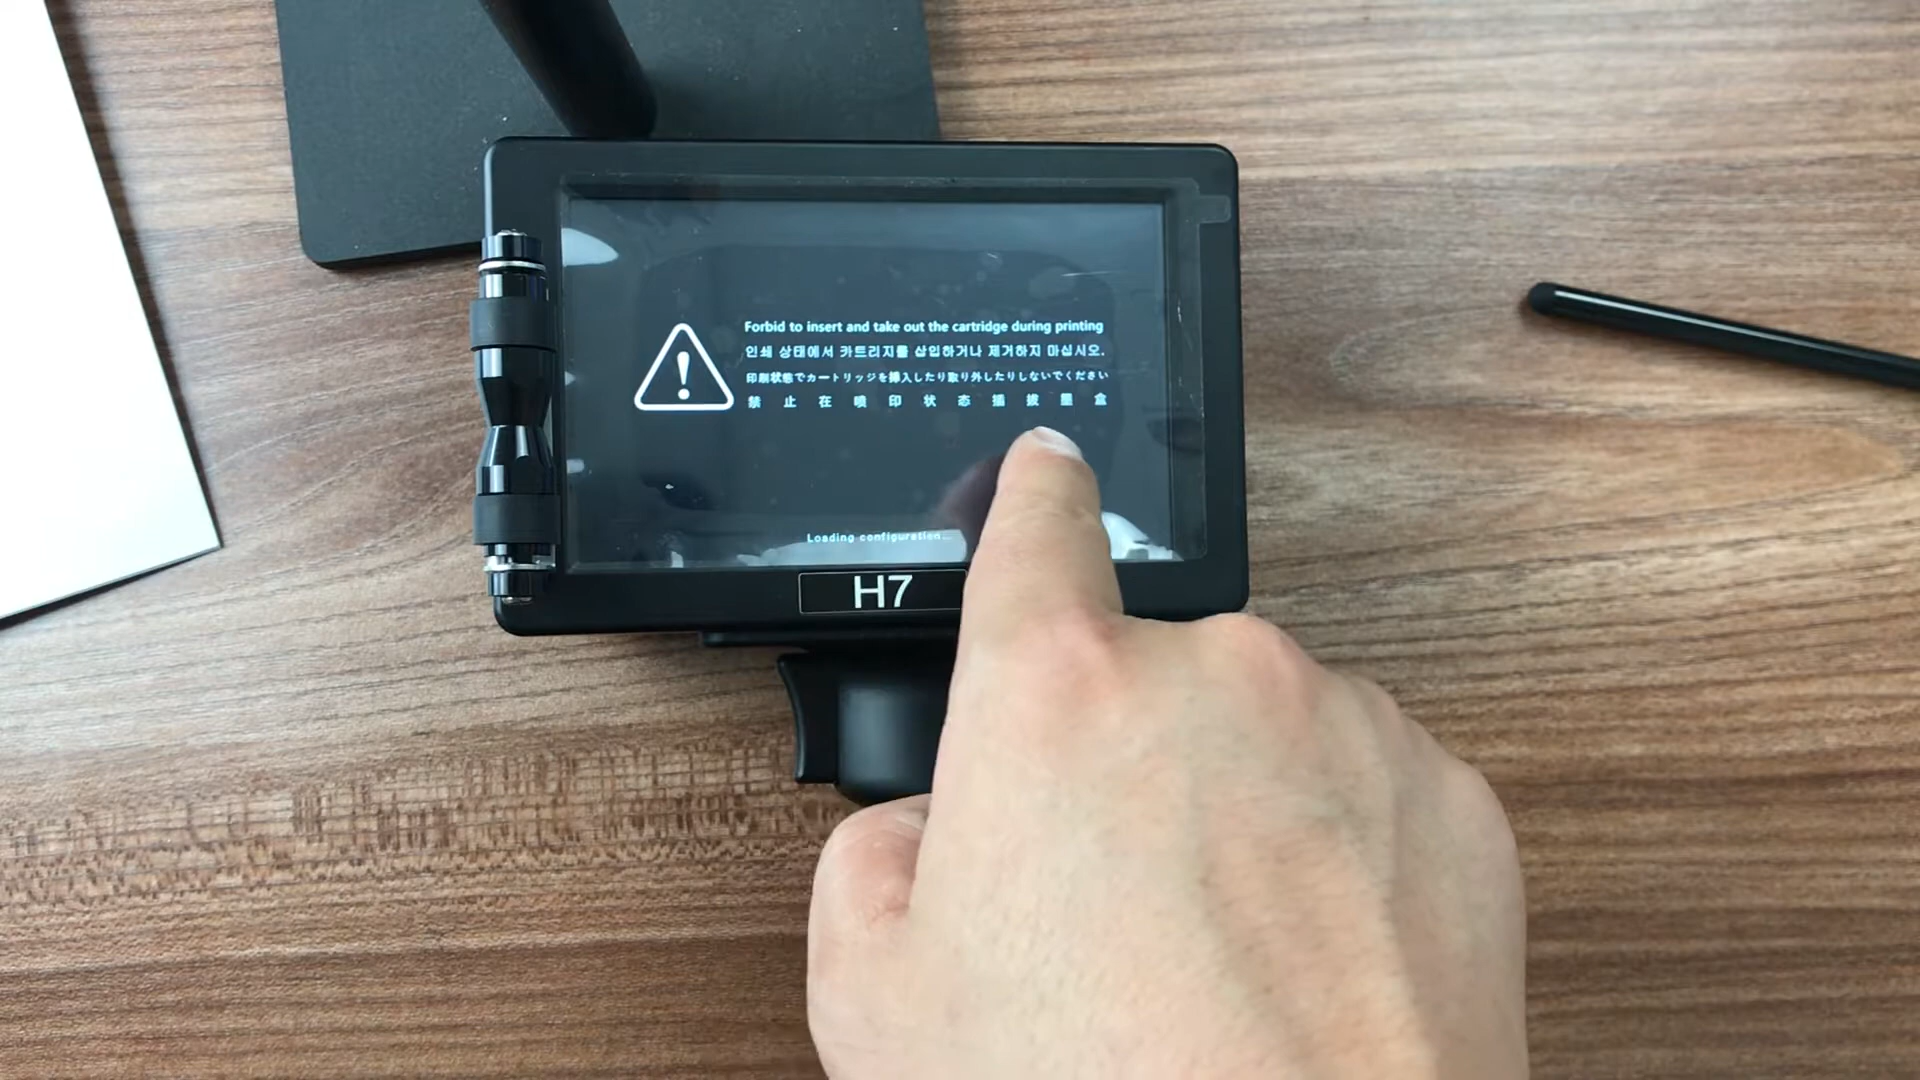 Forbid to insert and take out the cartridge during printing
인쇄 상태에서 카트리지를 삽입하거나 제거하지 마십시오.
印刷状態でカートリッジを挿入したり取り外したりしないでください
禁止在喷印状态插拔墨盒
Loading configuration...
H7